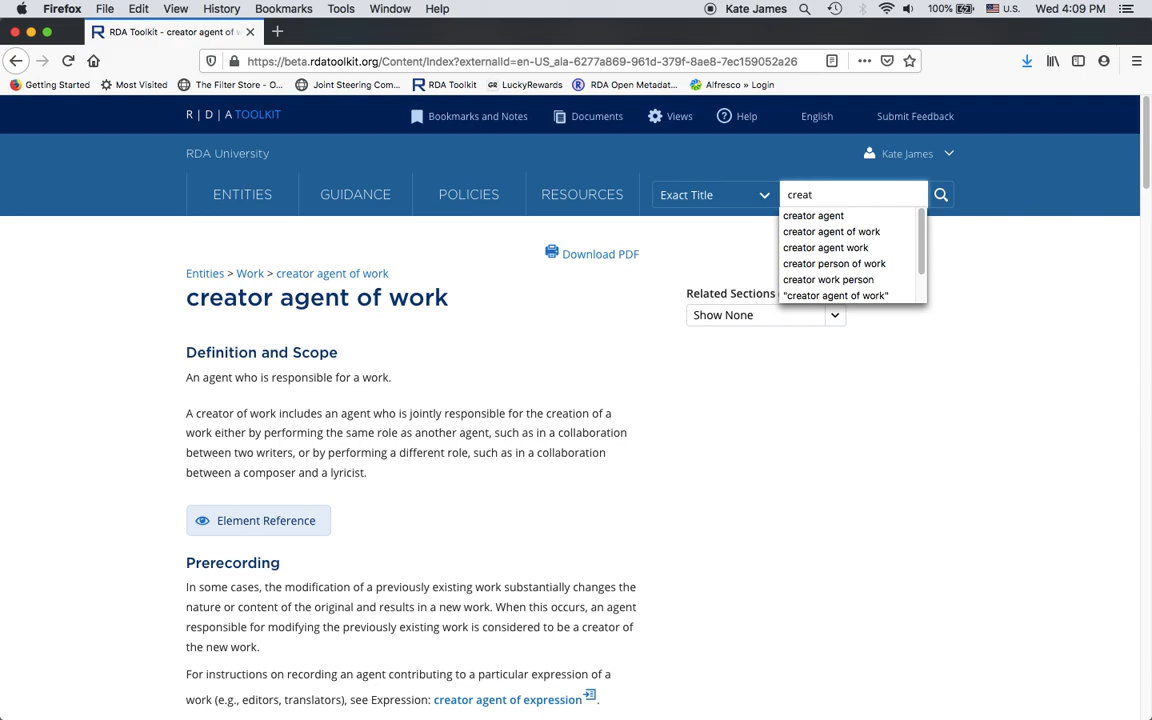 Firefox File Edit View History Bookmarks Tools Window Help Kate James 100% U.S. Wed 4:09 PM
RDA Toolkit - creator agent of
https://beta.rdatoolkit.org/Content/Index?externalId=en-US_ala-6277a869-961d-379f-8ae8-7ec159052a26
Getting Started Most Visited The Filter Store - O... Joint Steering Com... RDA Toolkit LuckyRewards RDA Open Metadat... Alfresco » Login
R | D | A TOOLKIT Bookmarks and Notes Documents Views Help English Submit Feedback
RDA University Kate James
ENTITIES GUIDANCE POLICIES RESOURCES Exact Title creat
creator agent
creator agent of work
creator agent work
creator person of work
creator work person
"creator agent of work"
Download PDF
Entities > Work > creator agent of work
creator agent of work
Related Sections
Show None
Definition and Scope
An agent who is responsible for a work.
A creator of work includes an agent who is jointly responsible for the creation of a
work either by performing the same role as another agent, such as in a collaboration
between two writers, or by performing a different role, such as in a collaboration
between a composer and a lyricist.
Element Reference
Prerecording
In some cases, the modification of a previously existing work substantially changes the
nature or content of the original and results in a new work. When this occurs, an agent
responsible for modifying the previously existing work is considered to be a creator of
the new work.
For instructions on recording an agent contributing to a particular expression of a
work (e.g., editors, translators), see Expression: creator agent of expression.